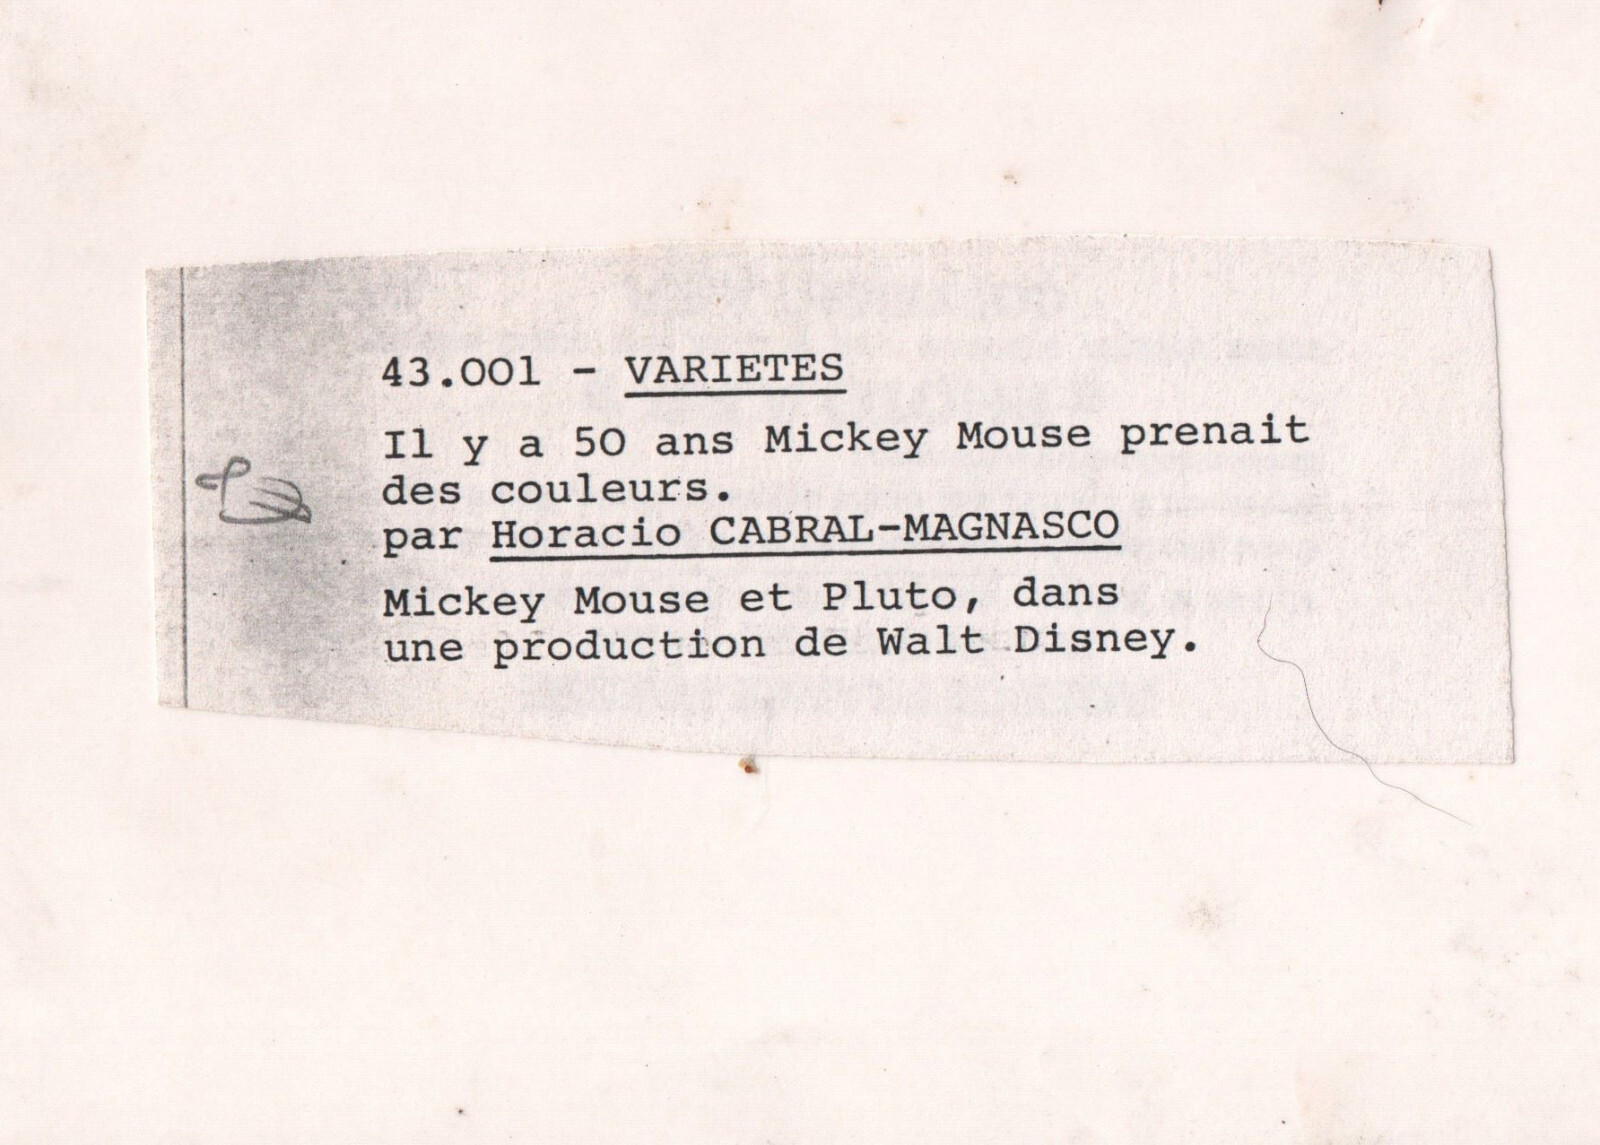 43.001 - VARIETES
Il y a 50 ans Mickey Mouse prenait
des couleurs.
par Horacio CABRAL-MAGNASCO
Mickey Mouse et Pluto, dans
une production de Walt Disney.